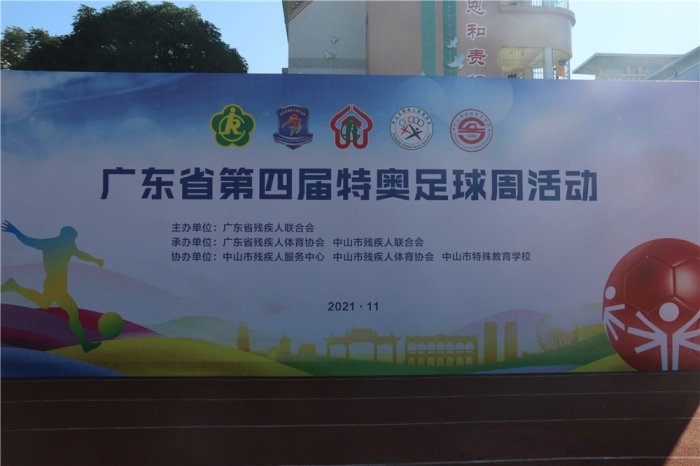 恩和责
广东省第四届特奥足球周活动
主办单位：广东省残疾人联合会
承办单位：广东省残疾人体育协会 中山市残疾人联合会
协办单位：中山市残疾人服务中心 中山市残疾人体育协会 中山市特殊教育学校
2021·11